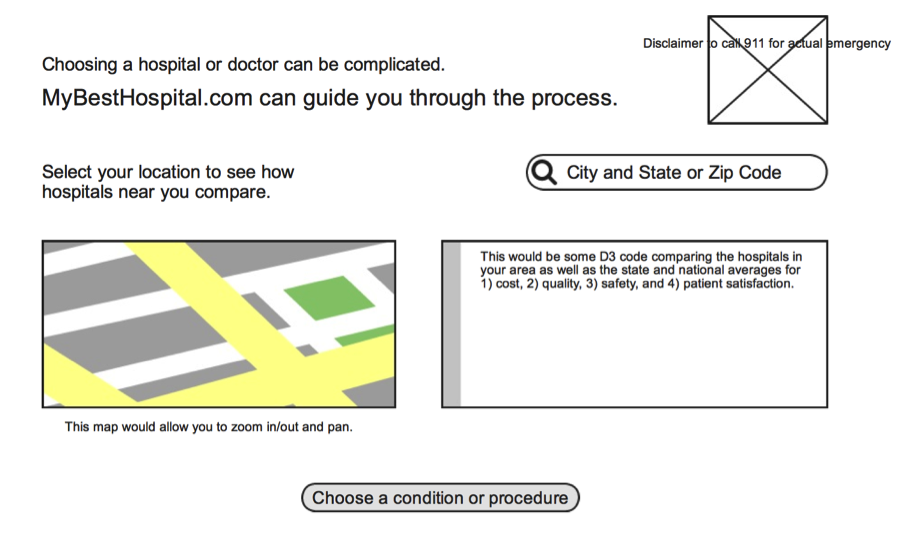 Disclaimer to call 911 for actual emergency
Choosing a hospital or doctor can be complicated.
MyBestHospital.com can guide you through the process.
Select your location to see how
hospitals near you compare.
City and State or Zip Code
This would be some D3 code comparing the hospitals in
your area as well as the state and national averages for
1) cost, 2) quality, 3) safety, and 4) patient satisfaction.
This map would allow you to zoom in/out and pan.
Choose a condition or procedure